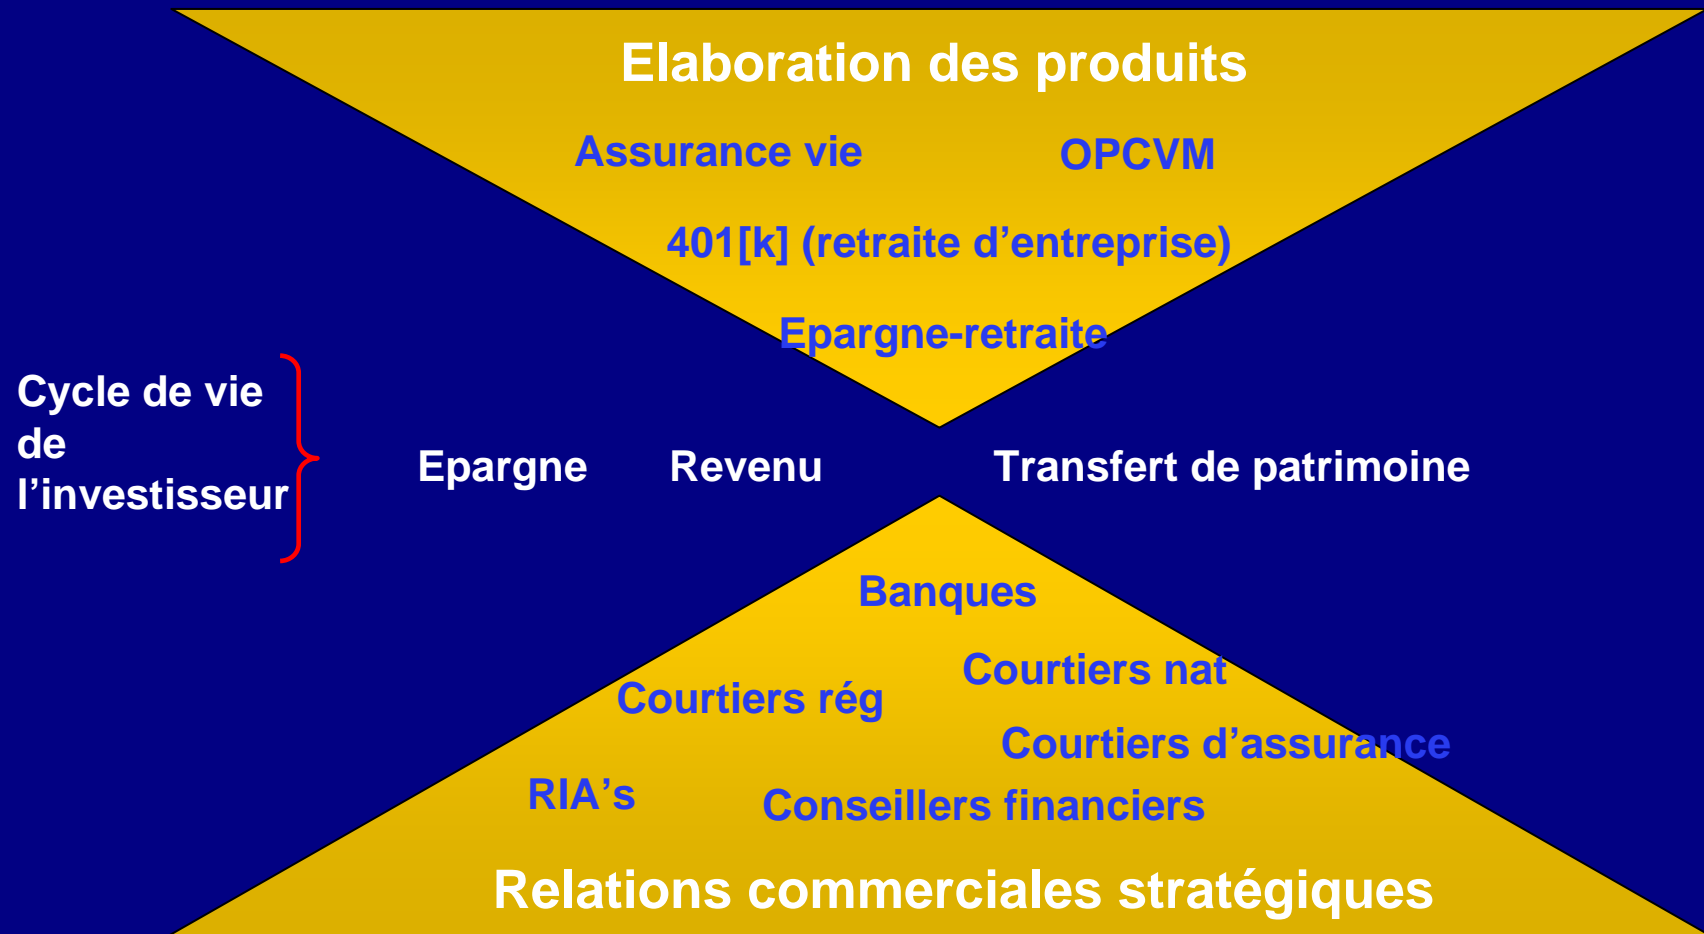 Elaboration des produits
Assurance vie
OPCVM
401[k] (retraite d’entreprise)
Epargne-retraite
Cycle de vie
de
l’investisseur
Epargne
Revenu
Transfert de patrimoine
Banques
Courtiers nat
Courtiers rég
Courtiers d’assurance
RIA’s
Conseillers financiers
Relations commerciales stratégiques